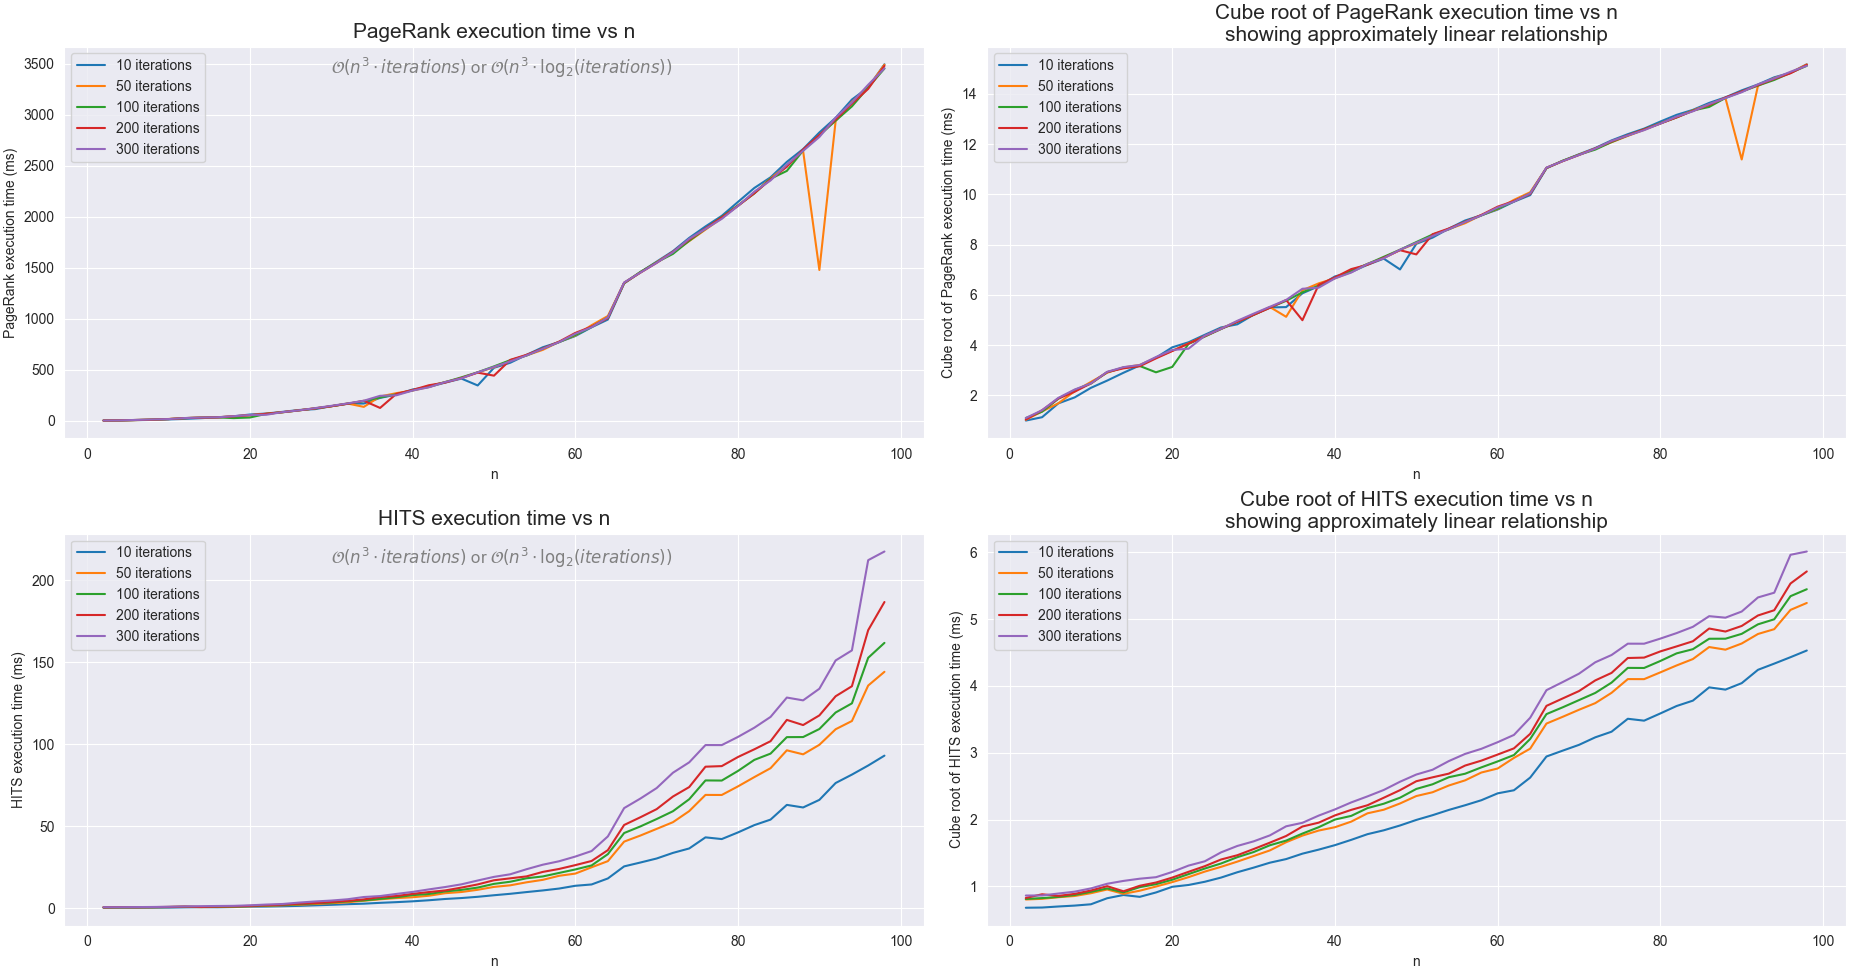 PageRank execution time vs n
𝒪(n³ · iterations) or 𝒪(n³ · log₂(iterations))
10 iterations
50 iterations
100 iterations
200 iterations
300 iterations
PageRank execution time (ms)
3500
3000
2500
2000
1500
1000
500
0
0 20 40 60 80 100
n
Cube root of PageRank execution time vs n
showing approximately linear relationship
10 iterations
50 iterations
100 iterations
200 iterations
300 iterations
Cube root of PageRank execution time (ms)
14
12
10
8
6
4
2
0 20 40 60 80 100
n
HITS execution time vs n
𝒪(n³ · iterations) or 𝒪(n³ · log₂(iterations))
10 iterations
50 iterations
100 iterations
200 iterations
300 iterations
HITS execution time (ms)
200
150
100
50
0
0 20 40 60 80 100
n
Cube root of HITS execution time vs n
showing approximately linear relationship
10 iterations
50 iterations
100 iterations
200 iterations
300 iterations
Cube root of HITS execution time (ms)
6
5
4
3
2
1
0 20 40 60 80 100
n